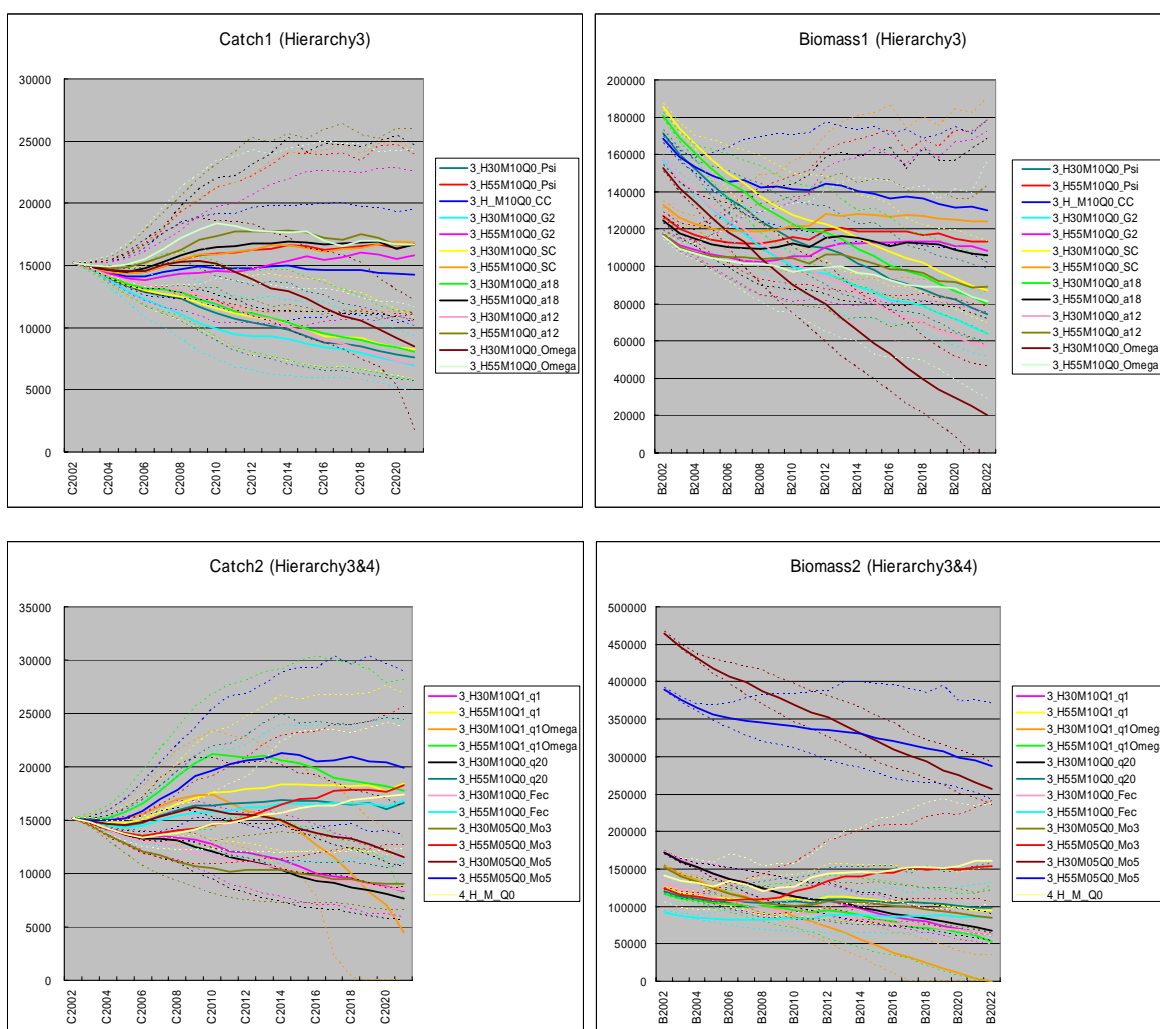 Catch1 (Hierarchy3)
30000
25000
20000
15000
10000
5000
0
C2002
C2004
C2006
C2008
C2010
C2012
C2014
C2016
C2018
C2020
3_H30M10Q0_Psi
3_H55M10Q0_Psi
3_H_M10Q0_CC
3_H30M10Q0_G2
3_H55M10Q0_G2
3_H30M10Q0_SC
3_H55M10Q0_SC
3_H30M10Q0_a18
3_H55M10Q0_a18
3_H30M10Q0_a12
3_H55M10Q0_a12
3_H30M10Q0_Omega
3_H55M10Q0_Omega
Biomass1 (Hierarchy3)
200000
180000
160000
140000
120000
100000
80000
60000
40000
20000
0
B2002
B2004
B2006
B2008
B2010
B2012
B2014
B2016
B2018
B2020
B2022
3_H30M10Q0_Psi
3_H55M10Q0_Psi
3_H_M10Q0_CC
3_H30M10Q0_G2
3_H55M10Q0_G2
3_H30M10Q0_SC
3_H55M10Q0_SC
3_H30M10Q0_a18
3_H55M10Q0_a18
3_H30M10Q0_a12
3_H55M10Q0_a12
3_H30M10Q0_Omega
3_H55M10Q0_Omega
Catch2 (Hierarchy3&4)
35000
30000
25000
20000
15000
10000
5000
0
C2002
C2004
C2006
C2008
C2010
C2012
C2014
C2016
C2018
C2020
3_H30M10Q1_q1
3_H55M10Q1_q1
3_H30M10Q1_q1Omega
3_H55M10Q1_q1Omega
3_H30M10Q0_q20
3_H55M10Q0_q20
3_H30M10Q0_Fec
3_H55M10Q0_Fec
3_H30M05Q0_Mo3
3_H55M05Q0_Mo3
3_H30M05Q0_Mo5
3_H55M05Q0_Mo5
4_H_M_Q0
Biomass2 (Hierarchy3&4)
500000
450000
400000
350000
300000
250000
200000
150000
100000
50000
0
B2002
B2004
B2006
B2008
B2010
B2012
B2014
B2016
B2018
B2020
B2022
3_H30M10Q1_q1
3_H55M10Q1_q1
3_H30M10Q1_q1Omega
3_H55M10Q1_q1Omega
3_H30M10Q0_q20
3_H55M10Q0_q20
3_H30M10Q0_Fec
3_H55M10Q0_Fec
3_H30M05Q0_Mo3
3_H55M05Q0_Mo3
3_H30M05Q0_Mo5
3_H55M05Q0_Mo5
4_H_M_Q0